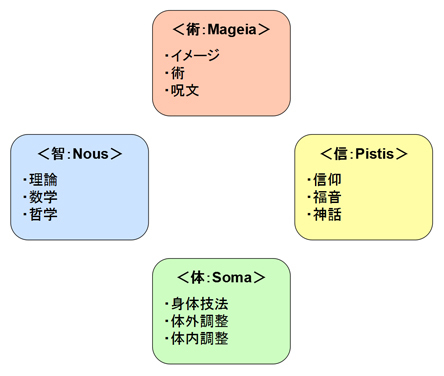 ＜術：Mageia＞
・イメージ
・術
・呪文
＜智：Nous＞
・理論
・数学
・哲学
＜信：Pistis＞
・信仰
・福音
・神話
＜体：Soma＞
・身体技法
・体外調整
・体内調整